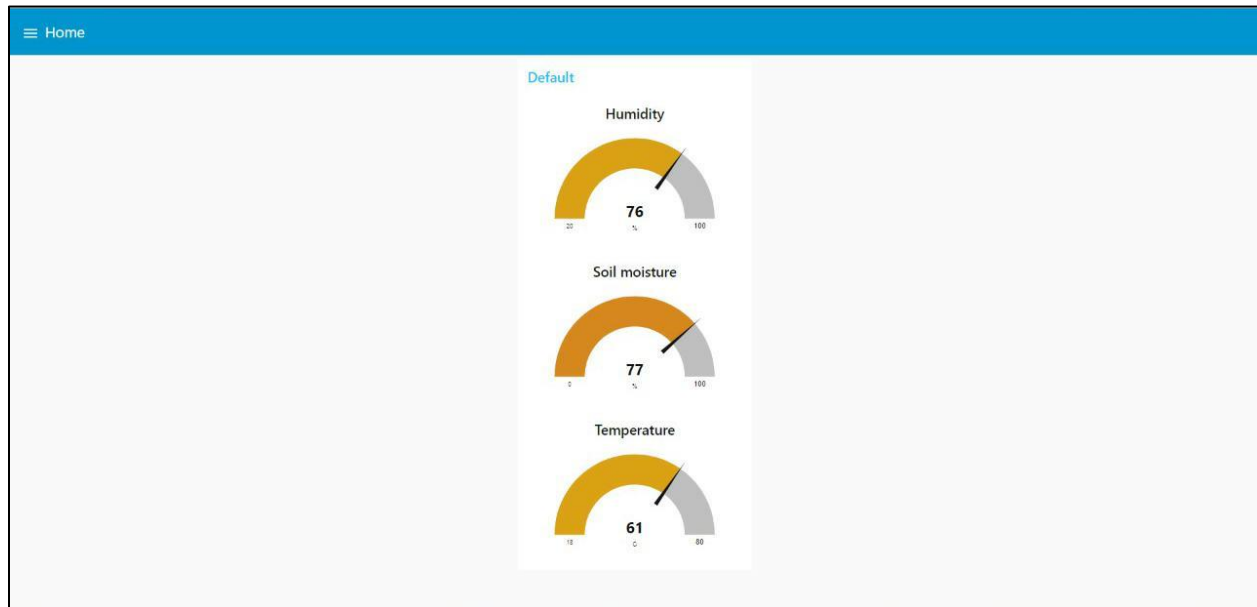 Home
Default
Humidity
76
20 % 100
Soil moisture
77
0 % 100
Temperature
61
C 80